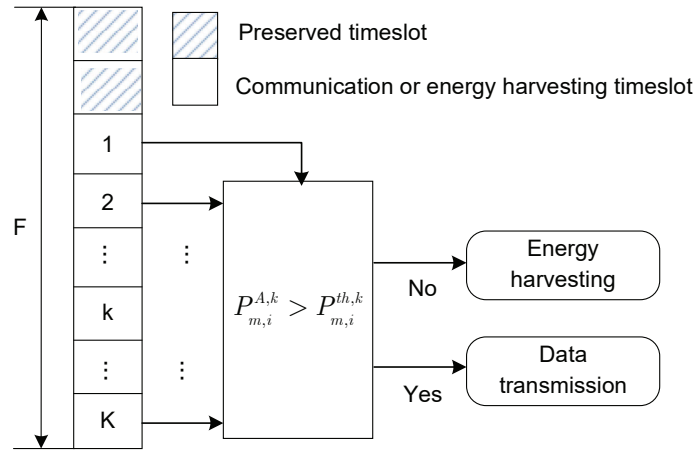 Preserved timeslot
Communication or energy harvesting timeslot
1
2
F
⋮
⋮
k
⋮
⋮
K
$P_{m,i}^{A,k} > P_{m,i}^{th,k}$
No
Energy
harvesting
Yes
Data
transmission